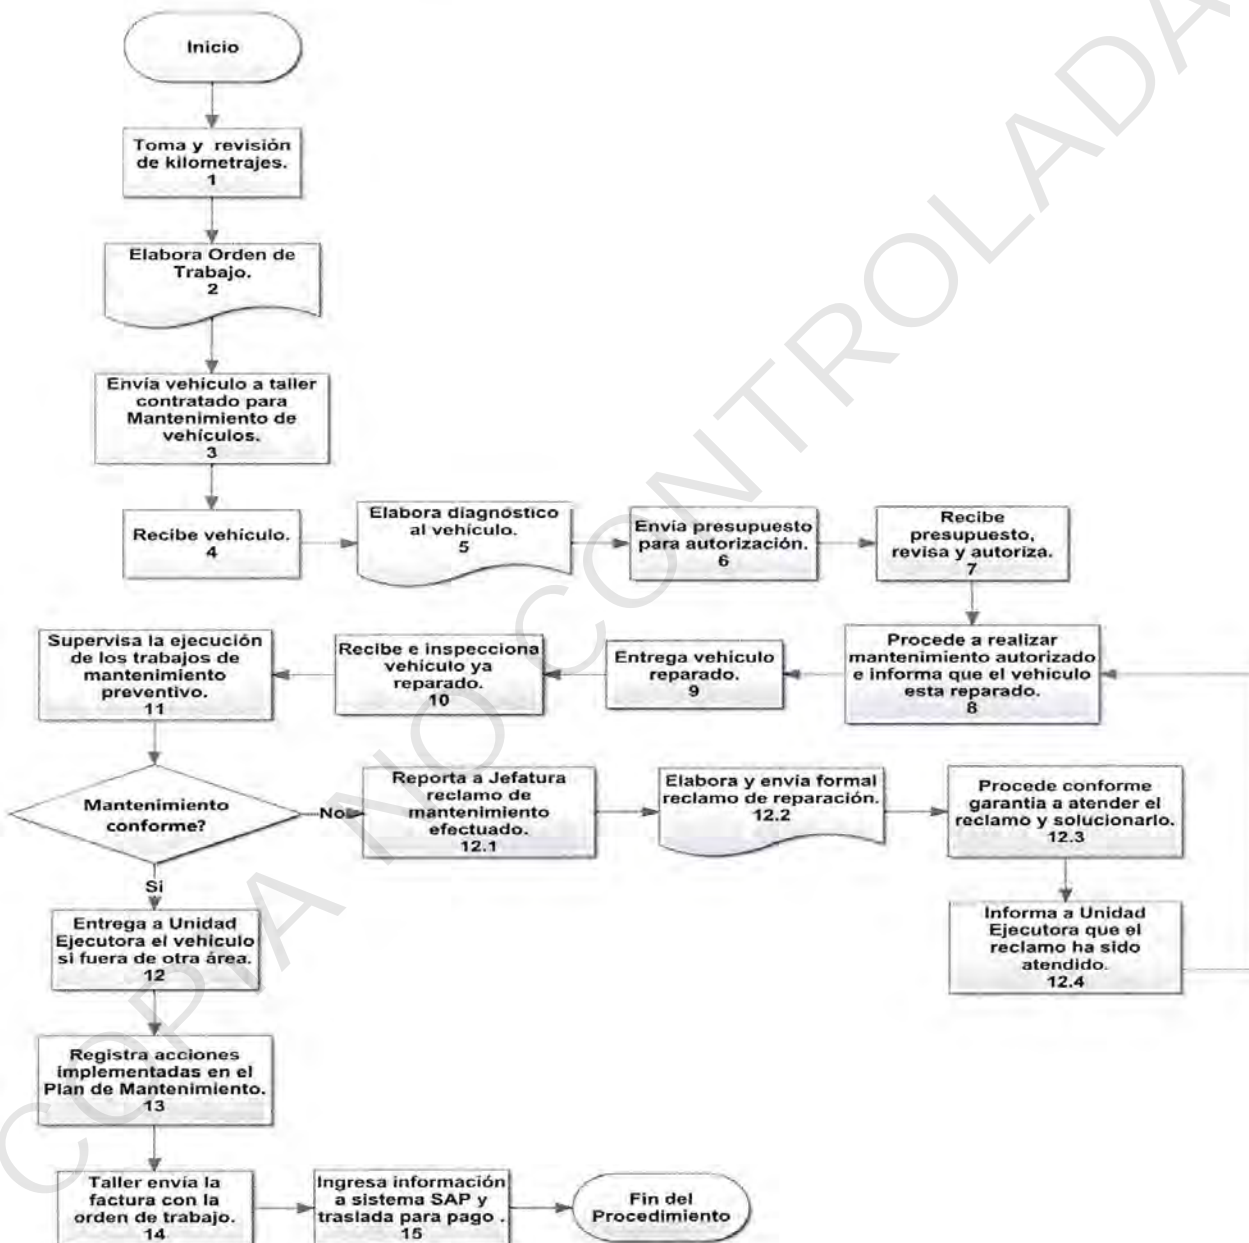 Inicio
Toma y revisión
de kilometrajes.
1
Elabora Orden de
Trabajo.
2
Envía vehículo a taller
contratado para
Mantenimiento de
vehículos.
3
Recibe vehículo.
4
Elabora diagnóstico
al vehículo.
5
Envía presupuesto
para autorización.
6
Recibe
presupuesto,
revisa y autoriza.
7
Procede a realizar
mantenimiento autorizado
e informa que el vehículo
esta reparado.
8
Entrega vehículo
reparado.
9
Recibe e inspecciona
vehículo ya
reparado.
10
Supervisa la ejecución
de los trabajos de
mantenimiento
preventivo.
11
Mantenimiento
conforme?
No
Reporta a Jefatura
reclamo de
mantenimiento
efectuado.
12.1
Elabora y envía formal
reclamo de reparación.
12.2
Procede conforme
garantía a atender el
reclamo y solucionarlo.
12.3
Informa a Unidad
Ejecutora que el
reclamo ha sido
atendido.
12.4
Si
Entrega a Unidad
Ejecutora el vehículo
si fuera de otra área.
12
Registra acciones
implementadas en el
Plan de Mantenimiento.
13
Taller envía la
factura con la
orden de trabajo.
14
Ingresa información
a sistema SAP y
traslada para pago .
15
Fin del
Procedimiento
COPIA NO CONTROLADA